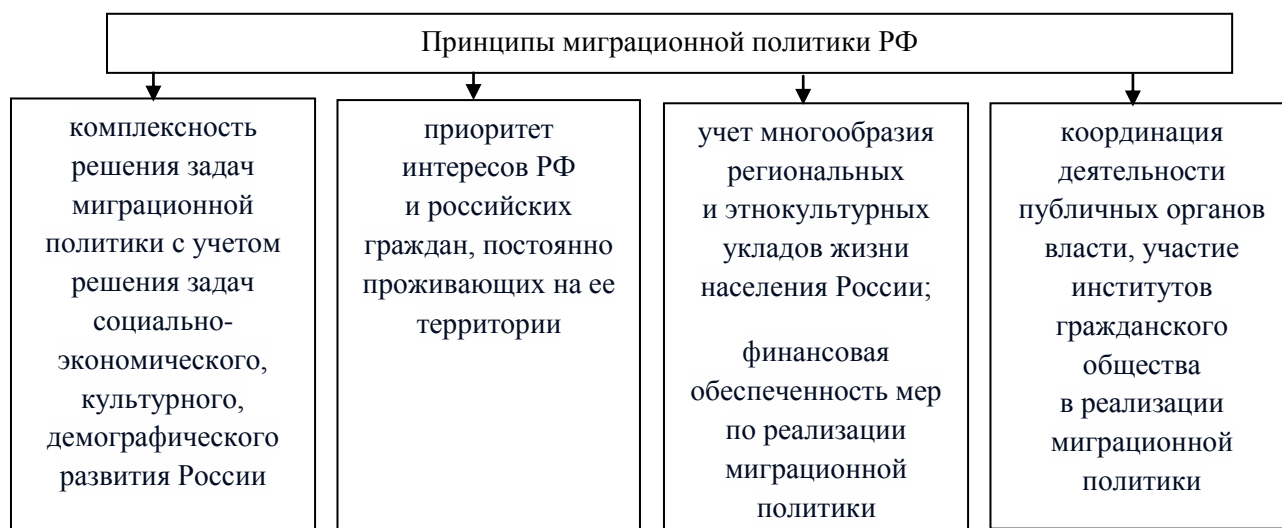 Принципы миграционной политики РФ
комплексность
решения задач
миграционной
политики с учетом
решения задач
социально-
экономического,
культурного,
демографического
развития России
приоритет
интересов РФ
и российских
граждан, постоянно
проживающих на ее
территории
учет многообразия
региональных
и этнокультурных
укладов жизни
населения России;
финансовая
обеспеченность мер
по реализации
миграционной
политики
координация
деятельности
публичных органов
власти, участие
институтов
гражданского
общества
в реализации
миграционной
политики